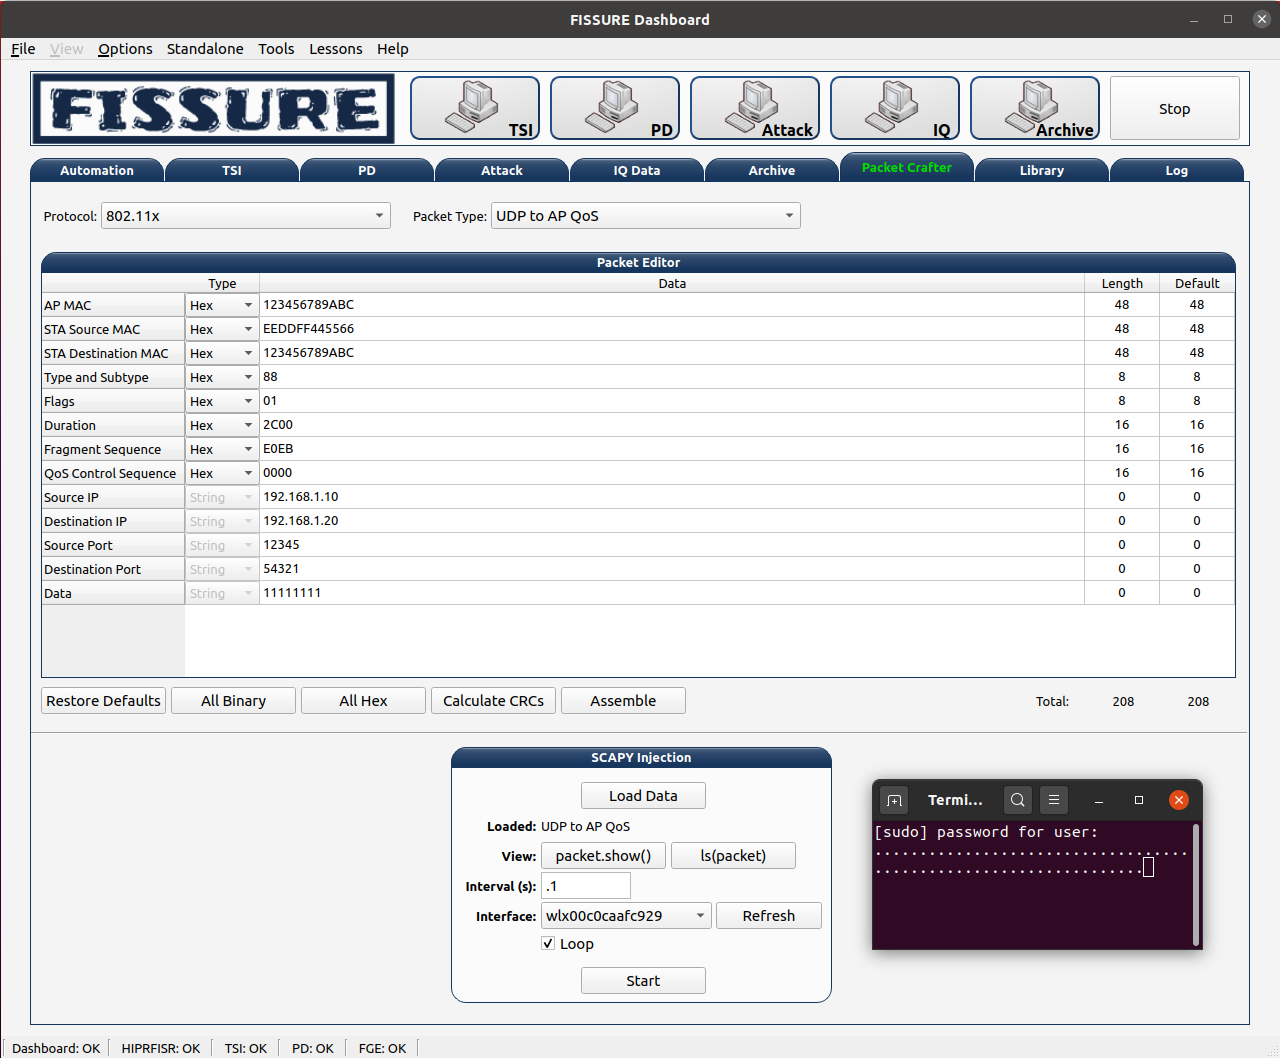 FISSURE Dashboard
File View Options Standalone Tools Lessons Help
FISSURE TSI PD Attack IQ Archive Stop
Automation TSI PD Attack IQ Data Archive Packet Crafter Library Log
Protocol: 802.11x Packet Type: UDP to AP QoS
Packet Editor
Type Data Length Default
AP MAC Hex 123456789ABC 48 48
STA Source MAC Hex EEDDFF445566 48 48
STA Destination MAC Hex 123456789ABC 48 48
Type and Subtype Hex 88 8 8
Flags Hex 01 8 8
Duration Hex 2C00 16 16
Fragment Sequence Hex E0EB 16 16
QoS Control Sequence Hex 0000 16 16
Source IP String 192.168.1.10 0 0
Destination IP String 192.168.1.20 0 0
Source Port String 12345 0 0
Destination Port String 54321 0 0
Data String 11111111 0 0
Restore Defaults All Binary All Hex Calculate CRCs Assemble Total: 208 208
SCAPY Injection
Load Data
Loaded: UDP to AP QoS
View: packet.show() ls(packet)
Interval (s): .1
Interface: wlx00c0caafc929 Refresh
Loop
Start
Termi...
[sudo] password for user:
...................................
..............................
Dashboard: OK HIPRFISR: OK TSI: OK PD: OK FGE: OK